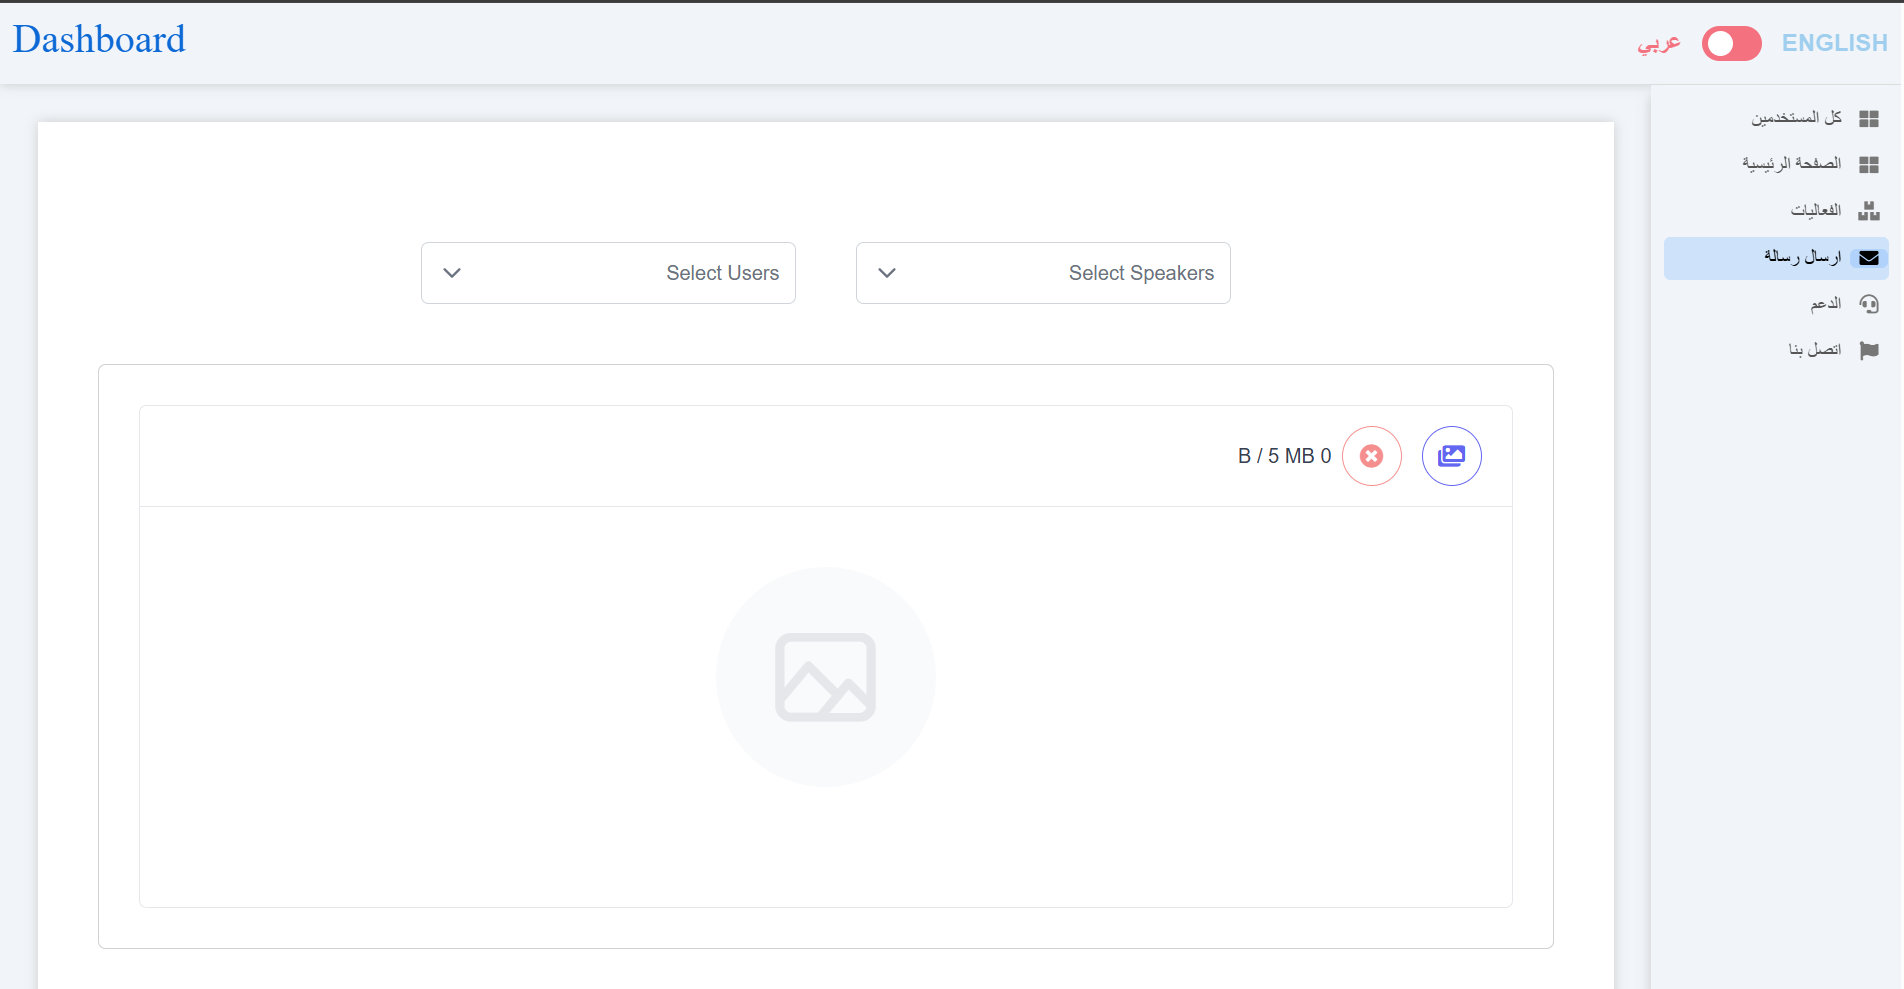 Dashboard
عربي
ENGLISH
كل المستخدمين
الصفحة الرئيسية
الفعاليات
ارسال رسالة
الدعم
اتصل بنا
Select Speakers
Select Users
B / 5 MB 0